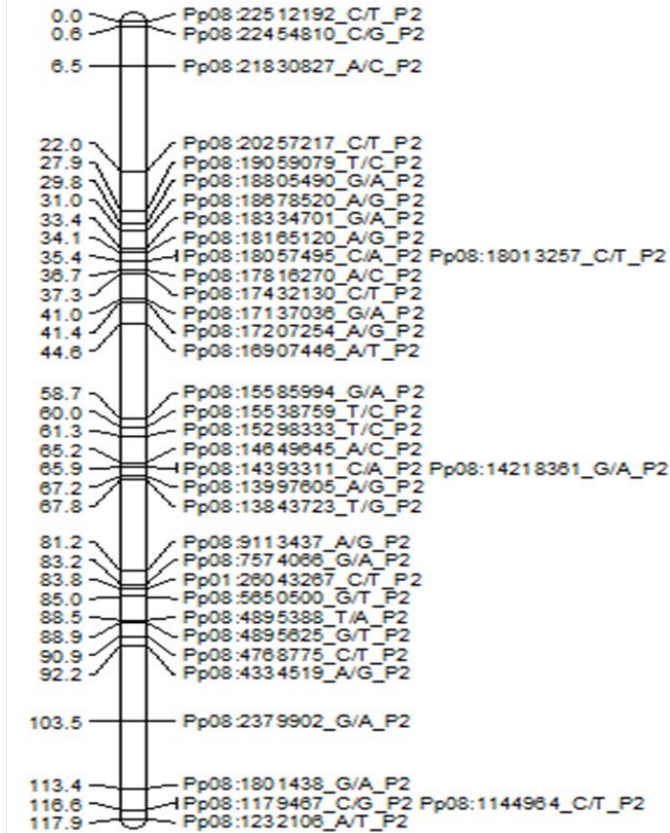 0.0 Pp08:22512192_C/T_P2
0.6 Pp08:22454810_C/G_P2
6.5 Pp08:21830827_A/C_P2
22.0 Pp08:20257217_C/T_P2
27.9 Pp08:19059079_T/C_P2
29.8 Pp08:18805490_G/A_P2
31.0 Pp08:18678520_A/G_P2
33.4 Pp08:18334701_G/A_P2
34.1 Pp08:18165120_A/G_P2
35.4 Pp08:18057495_C/A_P2 Pp08:18013257_C/T_P2
36.7 Pp08:17816270_A/C_P2
37.3 Pp08:17432130_C/T_P2
41.0 Pp08:17137036_G/A_P2
41.4 Pp08:17207254_A/G_P2
44.6 Pp08:16907446_A/T_P2
58.7 Pp08:15585994_G/A_P2
60.0 Pp08:15538759_T/C_P2
61.3 Pp08:15298333_T/C_P2
65.2 Pp08:14649645_A/C_P2
65.9 Pp08:14393311_C/A_P2 Pp08:14218361_G/A_P2
67.2 Pp08:13997605_A/G_P2
67.8 Pp08:13843723_T/G_P2
81.2 Pp08:9113437_A/G_P2
83.2 Pp08:7574066_G/A_P2
83.8 Pp01:26043267_C/T_P2
85.0 Pp08:5650500_G/T_P2
88.5 Pp08:4895388_T/A_P2
88.9 Pp08:4895625_G/T_P2
90.9 Pp08:4768775_C/T_P2
92.2 Pp08:4334519_A/G_P2
103.5 Pp08:2379902_G/A_P2
113.4 Pp08:1801438_G/A_P2
116.6 Pp08:1179467_C/G_P2 Pp08:1144964_C/T_P2
117.9 Pp08:1232106_A/T_P2